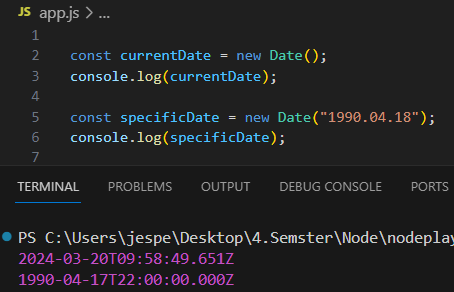 JS app.js > ...
1
2 const currentDate = new Date();
3 console.log(currentDate);
4
5 const specificDate = new Date("1990.04.18");
6 console.log(specificDate);
7
TERMINAL PROBLEMS OUTPUT DEBUG CONSOLE PORTS
PS C:\Users\jespe\Desktop\4.Semster\Node\nodeplay
2024-03-20T09:58:49.651Z
1990-04-17T22:00:00.000Z